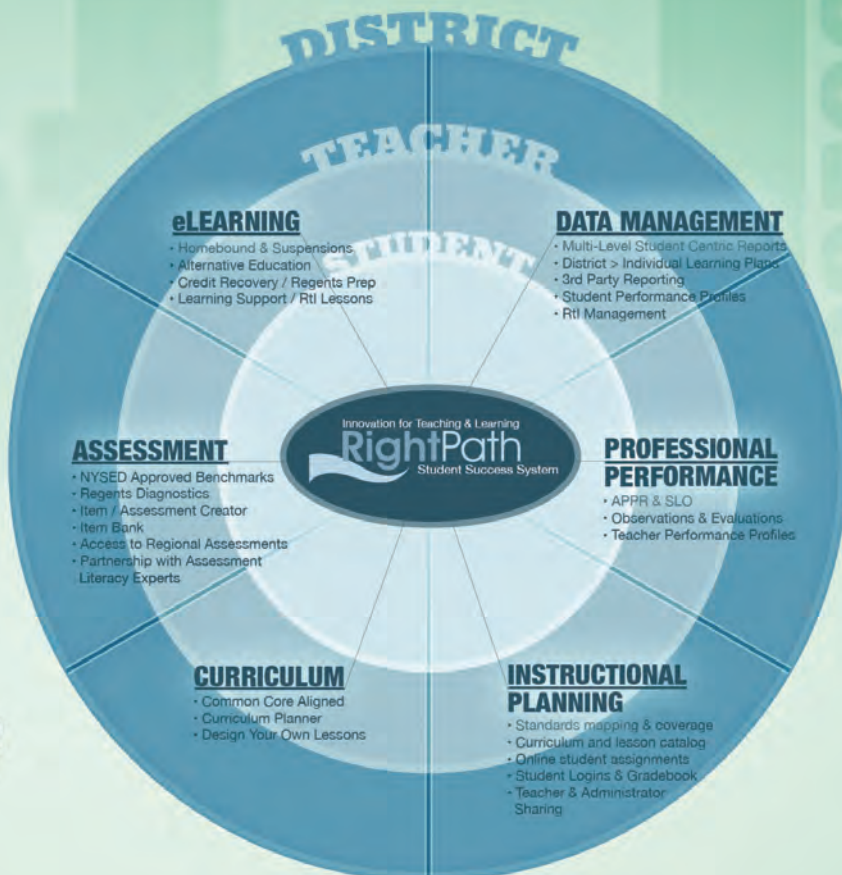 DISTRICT
TEACHER
STUDENT
eLEARNING
• Homebound & Suspensions
• Alternative Education
• Credit Recovery / Regents Prep
• Learning Support / RtI Lessons
DATA MANAGEMENT
• Multi-Level Student Centric Reports
• District > Individual Learning Plans
• 3rd Party Reporting
• Student Performance Profiles
• RtI Management
Innovation for Teaching & Learning
RightPath
Student Success System
ASSESSMENT
• NYSED Approved Benchmarks
• Regents Diagnostics
• Item / Assessment Creator
• Item Bank
• Access to Regional Assessments
• Partnership with Assessment
Literacy Experts
PROFESSIONAL
PERFORMANCE
• APPR & SLO
• Observations & Evaluations
• Teacher Performance Profiles
CURRICULUM
• Common Core Aligned
• Curriculum Planner
• Design Your Own Lessons
INSTRUCTIONAL
PLANNING
• Standards mapping & coverage
• Curriculum and lesson catalog
• Online student assignments
• Student Logins & Gradebook
• Teacher & Administrator
Sharing